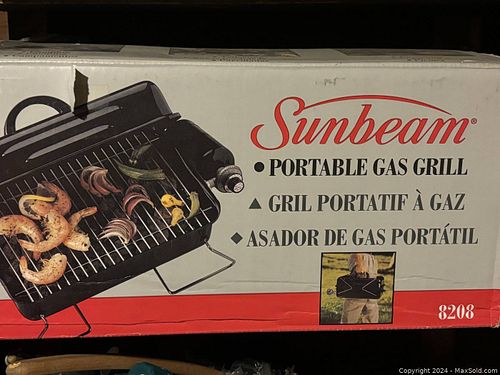 Sunbeam®
● PORTABLE GAS GRILL
▲ GRIL PORTATIF À GAZ
◆ ASADOR DE GAS PORTÁTIL
8208
Copyright © 2024 - MaxSold.com